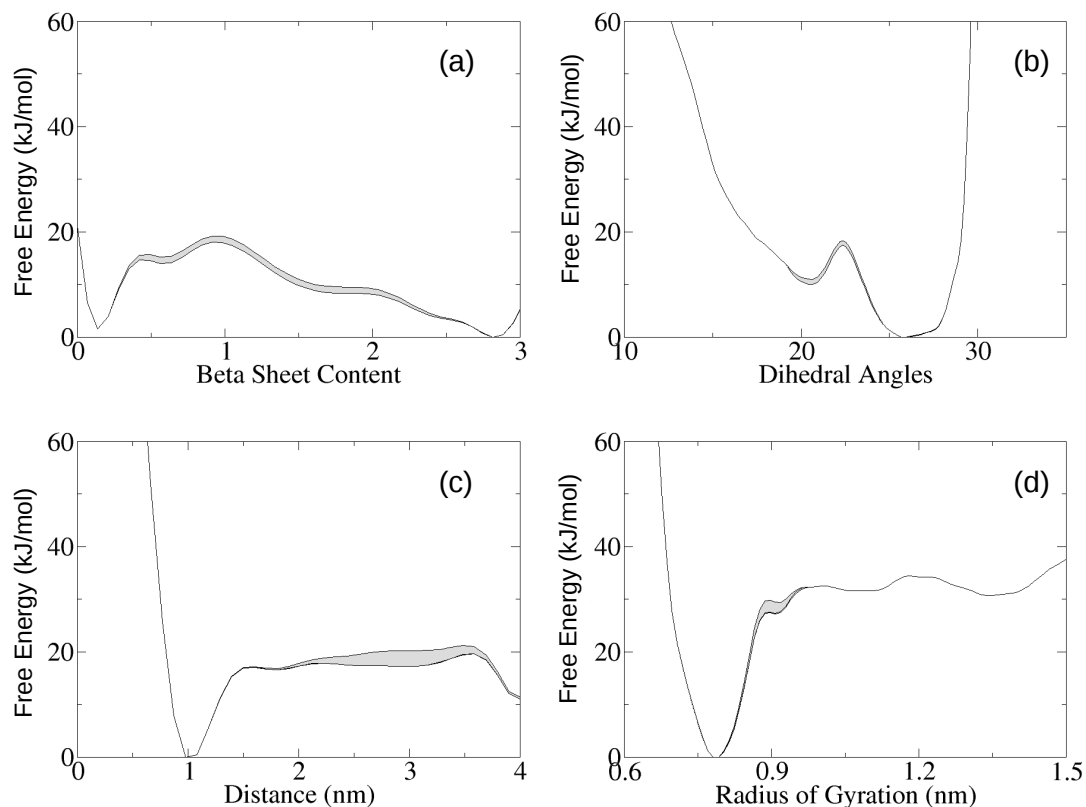 60
(a)
Free Energy (kJ/mol)
40
20
0
0 1 2 3
Beta Sheet Content
60
(b)
Free Energy (kJ/mol)
40
20
0
10 20 30
Dihedral Angles
60
(c)
Free Energy (kJ/mol)
40
20
0
0 1 2 3 4
Distance (nm)
60
(d)
Free Energy (kJ/mol)
40
20
0
0.6 0.9 1.2 1.5
Radius of Gyration (nm)